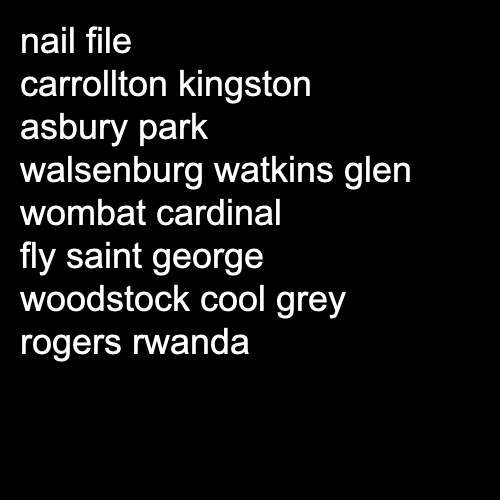 nail file
carrollton kingston
asbury park
walsenburg watkins glen
wombat cardinal
fly saint george
woodstock cool grey
rogers rwanda